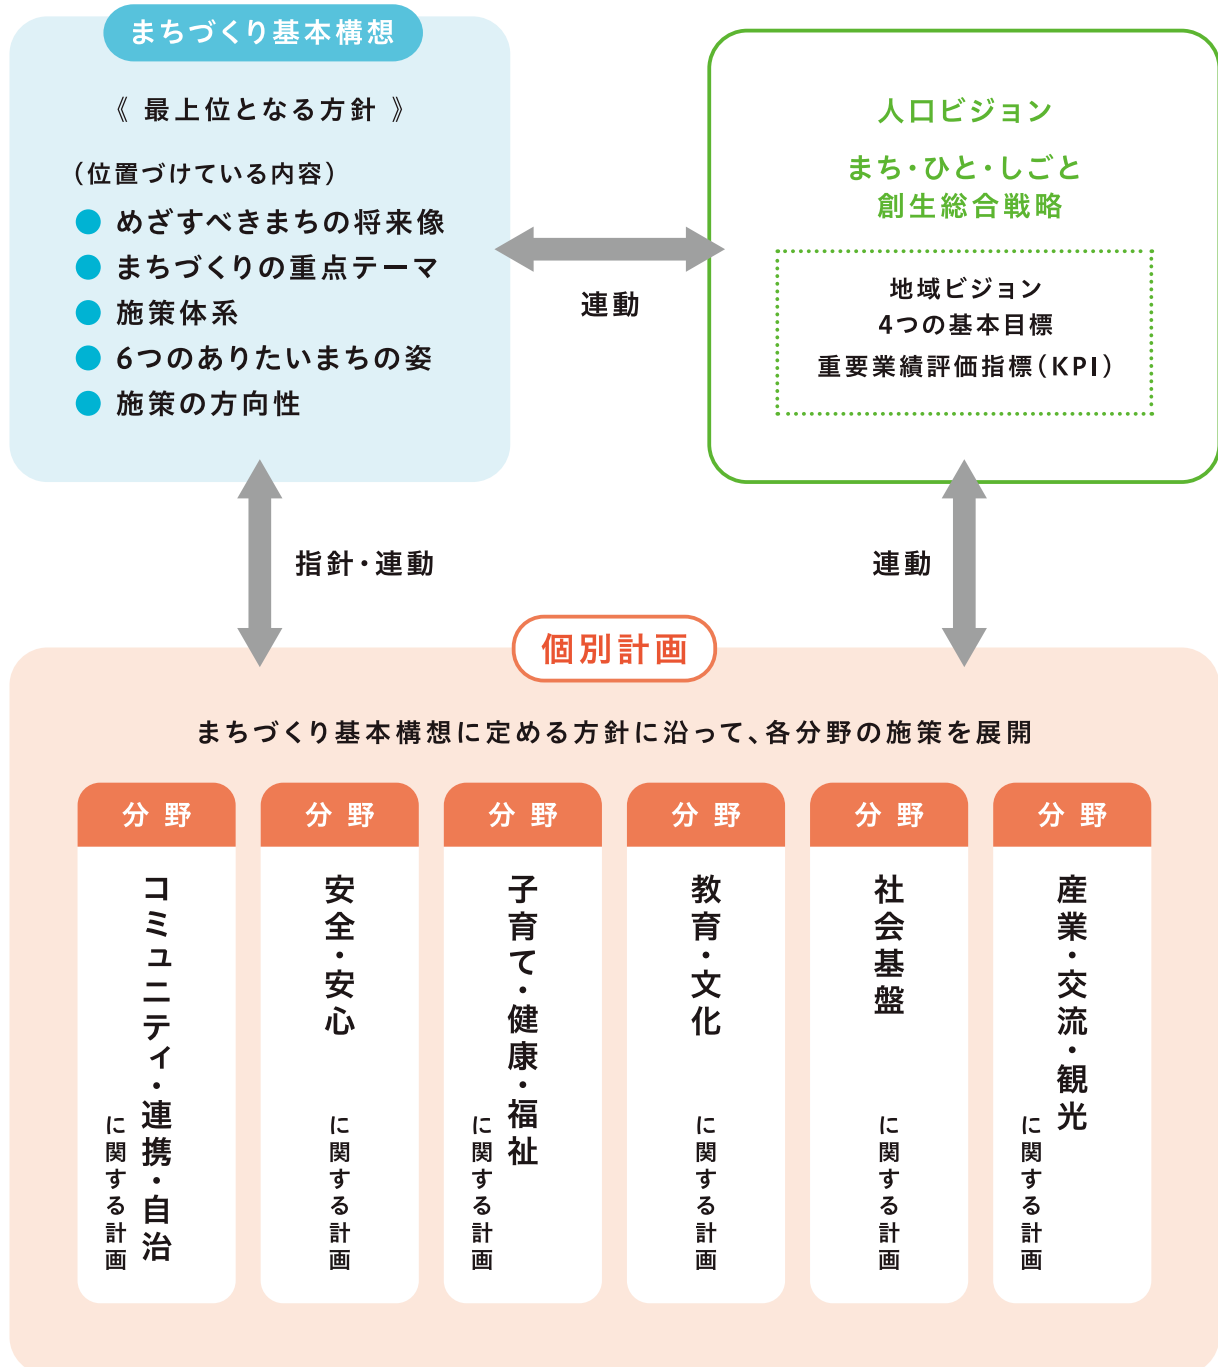 まちづくり基本構想
《 最上位となる方針 》
（位置づけている内容）
● めざすべきまちの将来像
● まちづくりの重点テーマ
● 施策体系
● 6つのありたいまちの姿
● 施策の方向性
連動
人口ビジョン
まち・ひと・しごと
創生総合戦略
地域ビジョン
4つの基本目標
重要業績評価指標（KPI）
指針・連動
連動
個別計画
まちづくり基本構想に定める方針に沿って、各分野の施策を展開
分野
コミュニティ・連携・自治
に関する計画
分野
安全・安心
に関する計画
分野
子育て・健康・福祉
に関する計画
分野
教育・文化
に関する計画
分野
社会基盤
に関する計画
分野
産業・交流・観光
に関する計画